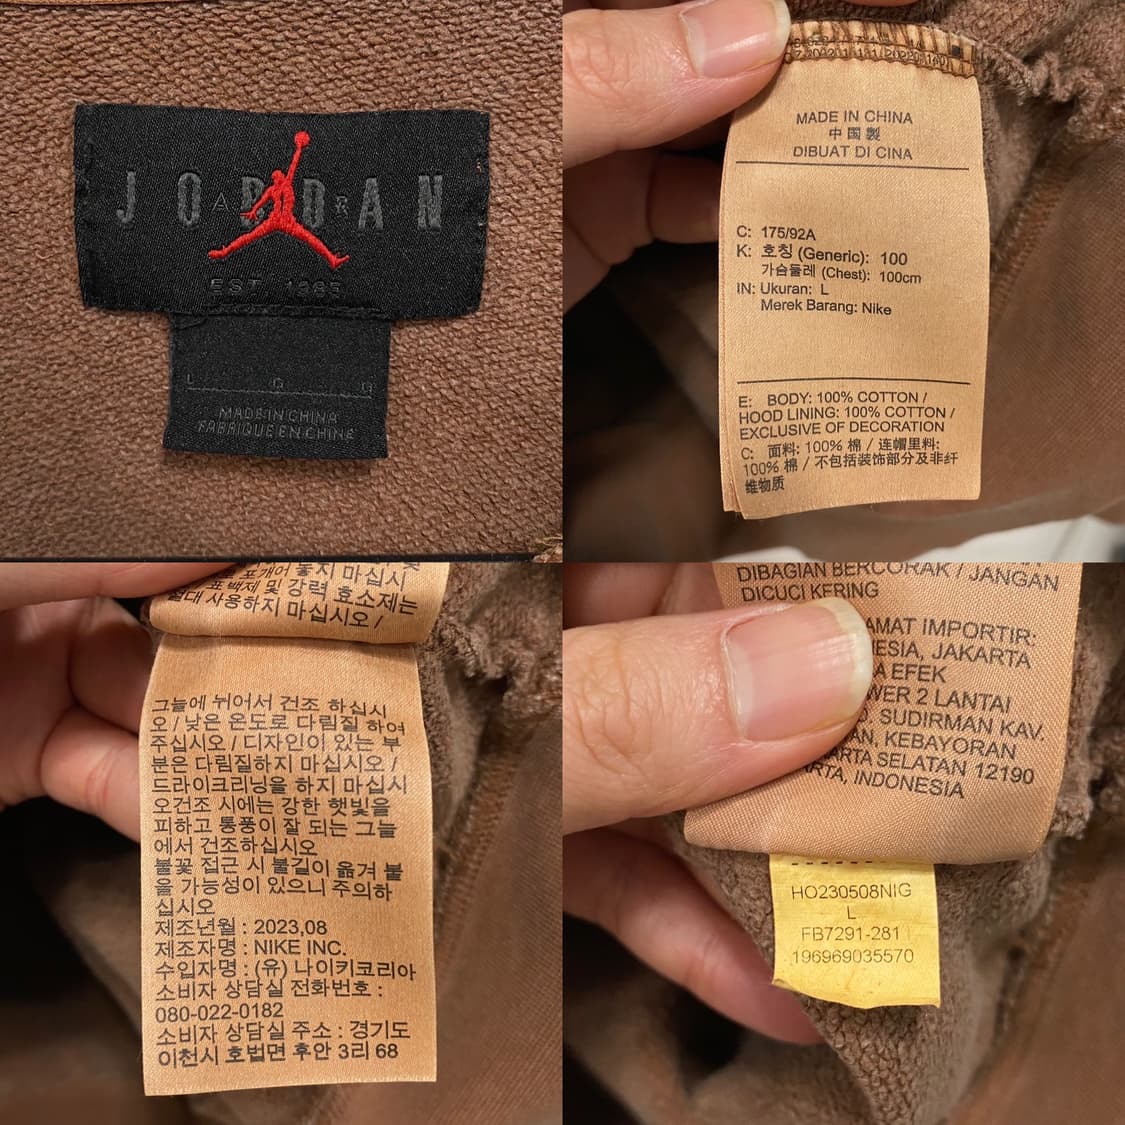 JORDAN
AIR
EST. 1985
L G G
MADE IN CHINA
FABRIQUE EN CHINE
MADE IN CHINA
中国製
DIBUAT DI CINA
C: 175/92A
K: 호칭 (Generic): 100
가슴둘레 (Chest): 100cm
IN: Ukuran: L
Merek Barang: Nike
E: BODY: 100% COTTON /
HOOD LINING: 100% COTTON /
EXCLUSIVE OF DECORATION
C: 面料: 100% 棉 / 连帽里料:
100% 棉 / 不包括装饰部分及非纤
维物质
놓지 마십시
표백제 및 강력 효소제는
사용하지 마십시오 /
그늘에 뉘어서 건조 하십시
오 / 낮은 온도로 다림질 하여
주십시오 / 디자인이 있는 부
분은 다림질하지 마십시오 /
드라이크리닝을 하지 마십시
오건조 시에는 강한 햇빛을
피하고 통풍이 잘 되는 그늘
에서 건조하십시오
불꽃 접근 시 불길이 옮겨 붙
을 가능성이 있으니 주의하
십시오
제조년월 : 2023.08
제조자명 : NIKE INC.
수입자명 : (유) 나이키코리아
소비자 상담실 전화번호 :
080-022-0182
소비자 상담실 주소 : 경기도
이천시 호법면 후안 3리 68
DIBAGIAN BERCORAK / JANGAN
DICUCI KERING
AMAT IMPORTIR:
ESIA, JAKARTA
A EFEK
WER 2 LANTAI
SUDIRMAN KAV.
AN, KEBAYORAN
ARTA SELATAN 12190
ARTA, INDONESIA
HO230508NIG
L
FB7291-281
196969035570